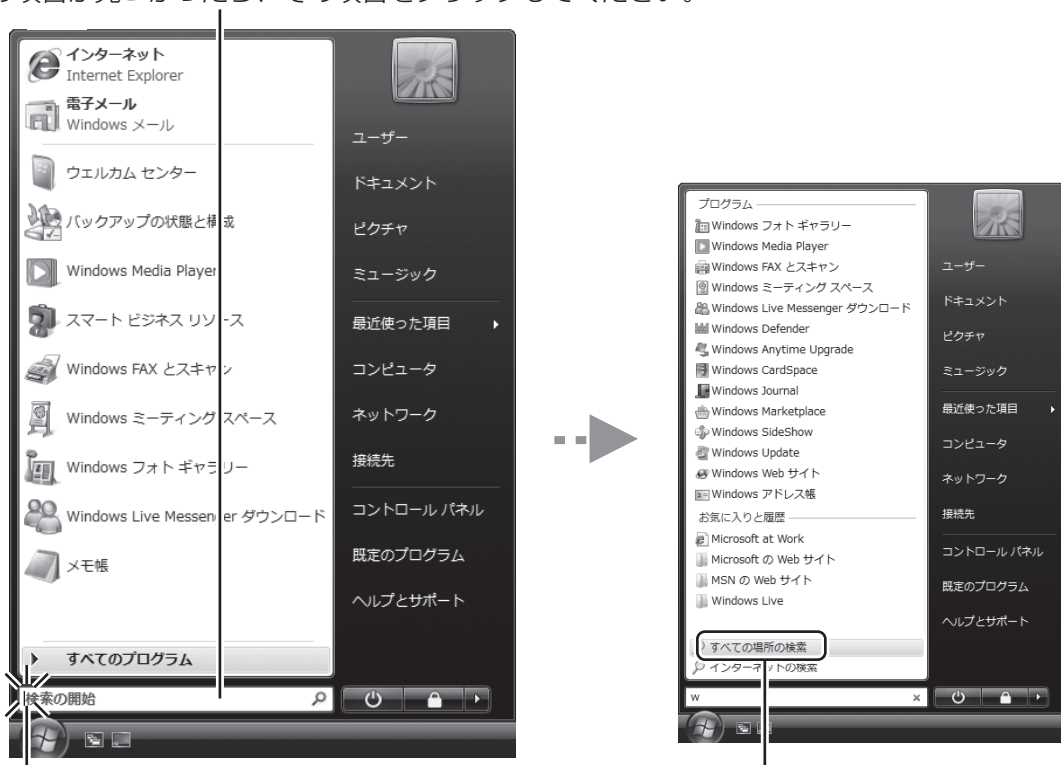 の項目が見つかったら、その項目をクリックしてください。
インターネット
Internet Explorer
電子メール
Windows メール
ウェルカム センター
バックアップの状態と構成
Windows Media Player
スマート ビジネス リソース
Windows FAX とスキャン
Windows ミーティング スペース
Windows フォト ギャラリー
Windows Live Messenger ダウンロード
メモ帳
すべてのプログラム
検索の開始
ユーザー
ドキュメント
ピクチャ
ミュージック
最近使った項目
コンピュータ
ネットワーク
接続先
コントロール パネル
既定のプログラム
ヘルプとサポート
プログラム
Windows フォト ギャラリー
Windows Media Player
Windows FAX とスキャン
Windows ミーティング スペース
Windows Live Messenger ダウンロード
Windows Defender
Windows Anytime Upgrade
Windows CardSpace
Windows Journal
Windows Marketplace
Windows SideShow
Windows Update
Windows Web サイト
Windows アドレス帳
お気に入りと履歴
Microsoft at Work
Microsoft の Web サイト
MSN の Web サイト
Windows Live
すべての場所の検索
インターネットの検索
w
ユーザー
ドキュメント
ピクチャ
ミュージック
最近使った項目
コンピュータ
ネットワーク
接続先
コントロール パネル
既定のプログラム
ヘルプとサポート